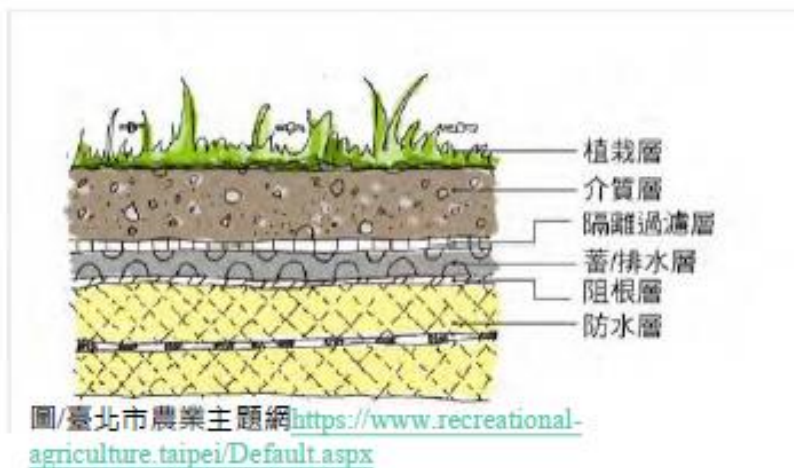 植栽層
介質層
隔離過濾層
蓄/排水層
阻根層
防水層
圖/臺北市農業主題網https://www.recreational-
agriculture.taipei/Default.aspx